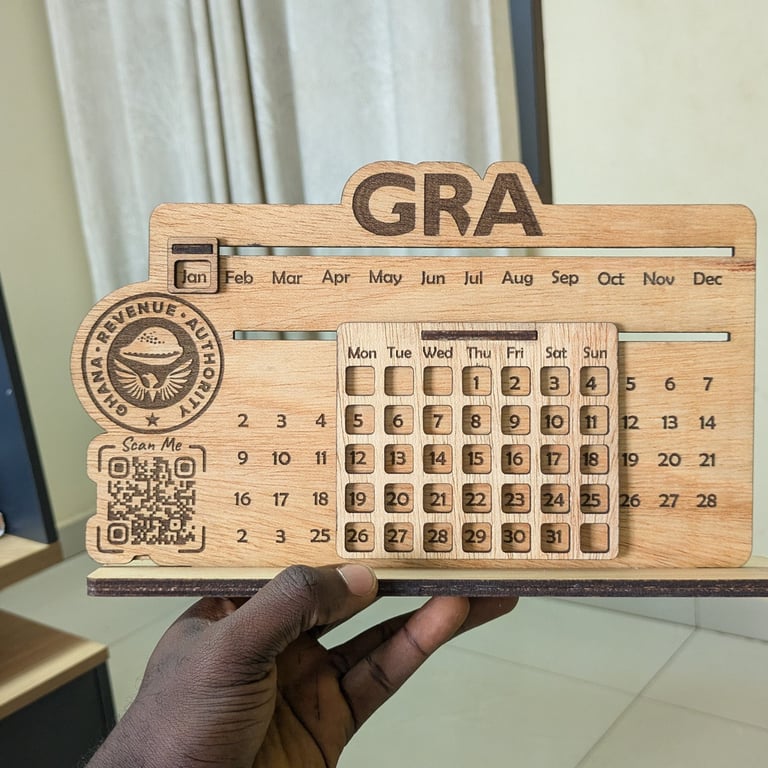 GRA
Jan Feb Mar Apr May Jun Jul Aug Sep Oct Nov Dec
GHANA • REVENUE • AUTHORITY
Mon Tue Wed Thu Fri Sat Sun
1 2 3 4 5 6 7
2 3 4 5 6 7 8 9 10 11 12 13 14
9 10 11 12 13 14 15 16 17 18 19 20 21
16 17 18 19 20 21 22 23 24 25 26 27 28
2 3 25 26 27 28 29 30 31
Scan Me